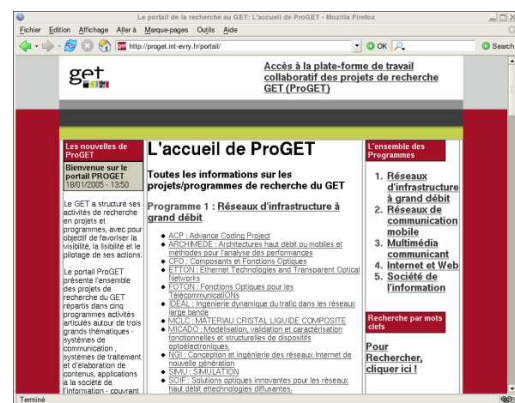 Le portail de la recherche au GET: L'accueil de ProGET - Mozilla Firefox
Fichier Edition Affichage Aller à Marque-pages Outils Aide
http://proget.int-evry.fr/portail/
OK
Search
get
Accès à la plate-forme de travail
collaboratif des projets de recherche
GET (ProGET)
Les nouvelles de
ProGET
Bienvenue sur le
portail PROGET
18/01/2005 - 13:50
Le GET a structuré ses
activités de recherche
en projets et
programmes, avec pour
objectif de favoriser la
visibilité, la lisibilité et le
pilotage de ses actions.
Le portail ProGET
présente l'ensemble
des projets de
recherche du GET
répartis dans cinq
programmes activités
articulés autour de trois
grands thématiques -
systèmes de
communication ,
systèmes de traitement
et d'élaboration de
contenus, applications
à la société de
l'information - couvrant
L'accueil de ProGET
Toutes les informations sur les
projets/programmes de recherche du GET
Programme 1 : Réseaux d'infrastructure à
grand débit
ACP : Advance Coding Project
ARCHIMEDE : Architectures haut débit ou mobiles et
méthodes pour l'analyse des performances
CFO : Composants et Fonctions Optiques
ETTON : Ethernet Technologies and Transparent Optical
Networks
FOTON : Fonctions Optiques pour les
TélécommunicatiONs
IDEAL : Ingénierie dynamique du trafic dans les réseaux
large bande
MCLC : MATERIAU CRISTAL LIQUIDE COMPOSITE
MICADO : Modélisation, validation et caractérisation
fonctionnelles et structurelles de dispositifs
optoélectroniques.
NGI : Conception et ingénierie des réseaux Internet de
nouvelle génération
SIMU : SIMULATION
SOIF : Solutions optiques innovantes pour les réseaux
haut débit et technologies diffusantes.
L'ensemble des
Programmes
1. Réseaux
d'infrastructure
à grand débit
2. Réseaux de
communication
mobile
3. Multimédia
communicant
4. Internet et Web
5. Société de
l'information
Recherche par mots
clefs
Pour
Rechercher,
cliquer ici !
Terminé